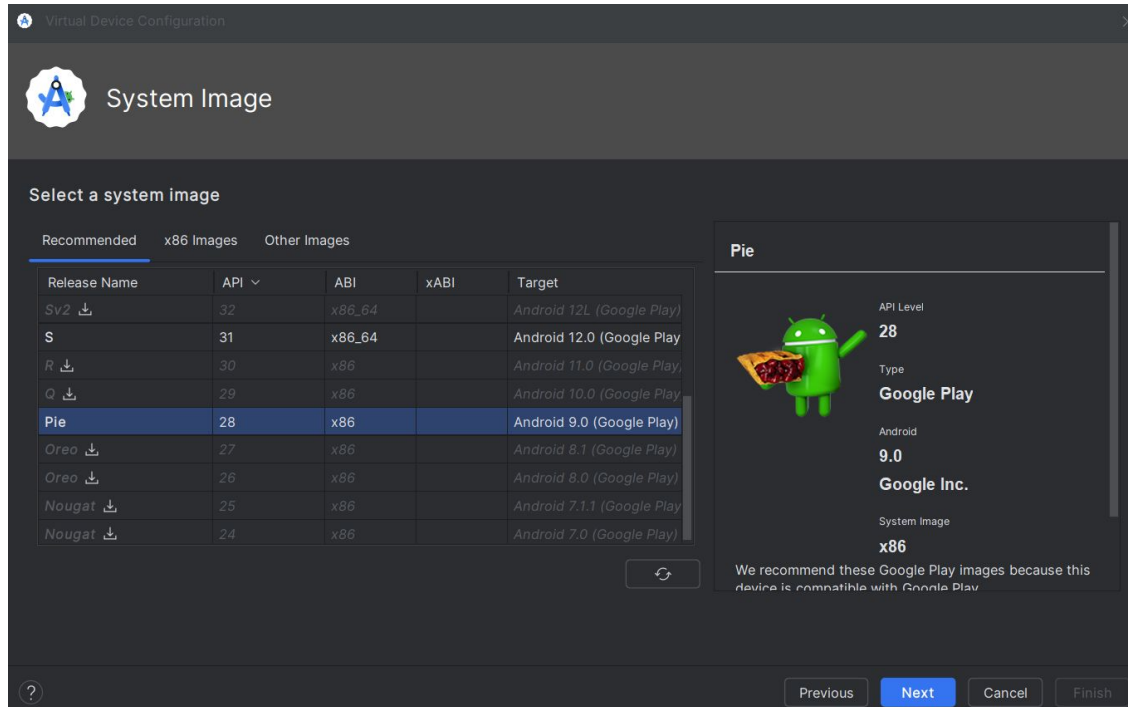 Virtual Device Configuration
System Image
Select a system image
Recommended x86 Images Other Images
Release Name API ABI xABI Target
Sv2 32 x86_64 Android 12L (Google Play)
S 31 x86_64 Android 12.0 (Google Play
R 30 x86 Android 11.0 (Google Play)
Q 29 x86 Android 10.0 (Google Play
Pie 28 x86 Android 9.0 (Google Play)
Oreo 27 x86 Android 8.1 (Google Play)
Oreo 26 x86 Android 8.0 (Google Play)
Nougat 25 x86 Android 7.1.1 (Google Play
Nougat 24 x86 Android 7.0 (Google Play)
Pie
API Level
28
Type
Google Play
Android
9.0
Google Inc.
System Image
x86
We recommend these Google Play images because this
device is compatible with Google Play
?
Previous Next Cancel Finish